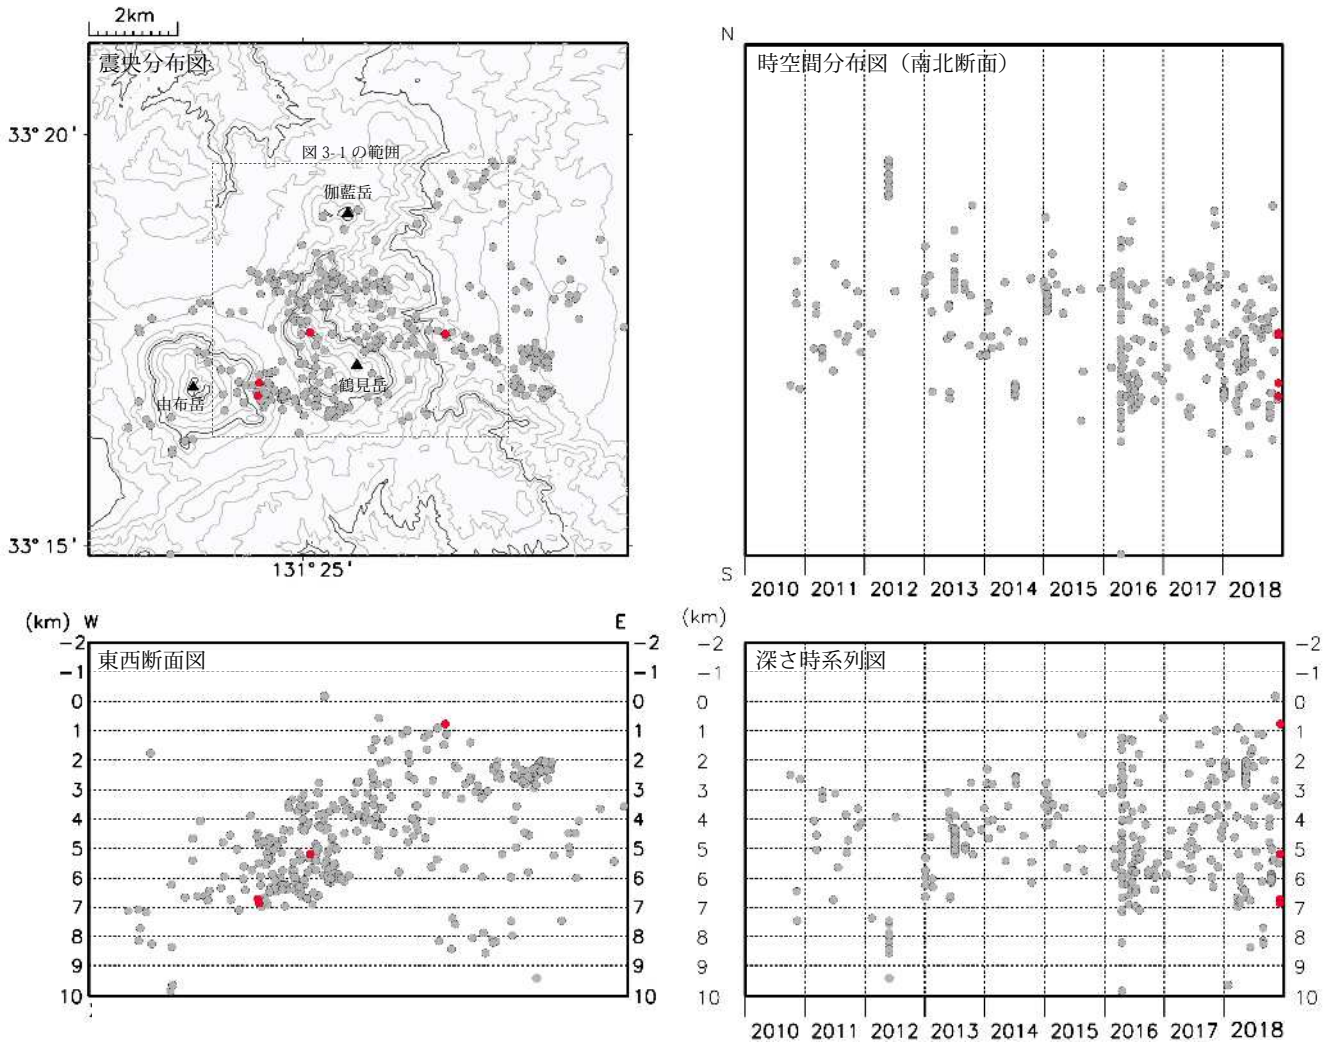 2km
震央分布図
33°20'
図 3-1 の範囲
伽藍岳
鶴見岳
由布岳
33°15'
131°25'
N
時空間分布図（南北断面）
S
2010 2011 2012 2013 2014 2015 2016 2017 2018
(km) W
E
東西断面図
-2 -2
-1 -1
0 0
1 1
2 2
3 3
4 4
5 5
6 6
7 7
8 8
9 9
10 10
(km)
深さ時系列図
-2 -2
-1 -1
0 0
1 1
2 2
3 3
4 4
5 5
6 6
7 7
8 8
9 9
10 10
2010 2011 2012 2013 2014 2015 2016 2017 2018